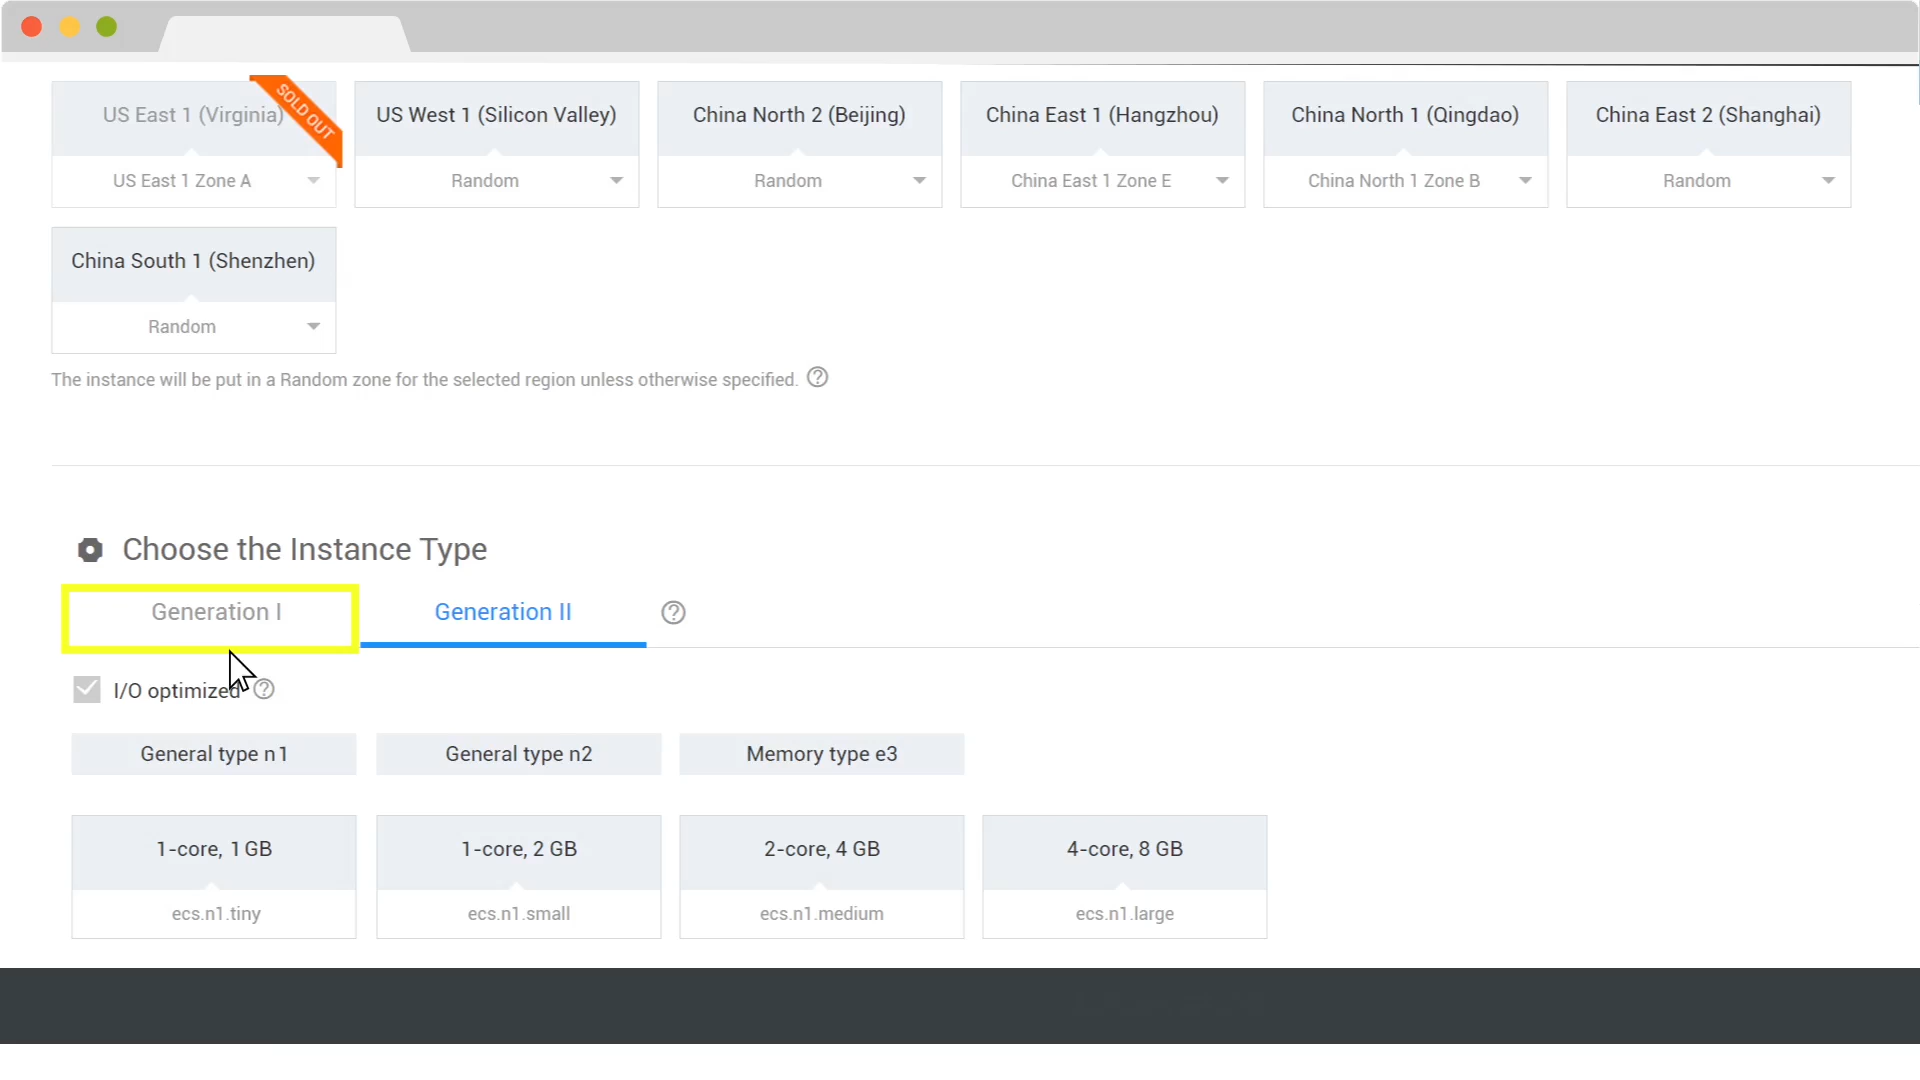 US East 1 (Virginia)
SOLD OUT
US West 1 (Silicon Valley)
China North 2 (Beijing)
China East 1 (Hangzhou)
China North 1 (Qingdao)
China East 2 (Shanghai)
US East 1 Zone A
Random
Random
China East 1 Zone E
China North 1 Zone B
Random
China South 1 (Shenzhen)
Random
The instance will be put in a Random zone for the selected region unless otherwise specified. ?
Choose the Instance Type
Generation I
Generation II
?
I/O optimized ?
General type n1
General type n2
Memory type e3
1-core, 1 GB
1-core, 2 GB
2-core, 4 GB
4-core, 8 GB
ecs.n1.tiny
ecs.n1.small
ecs.n1.medium
ecs.n1.large